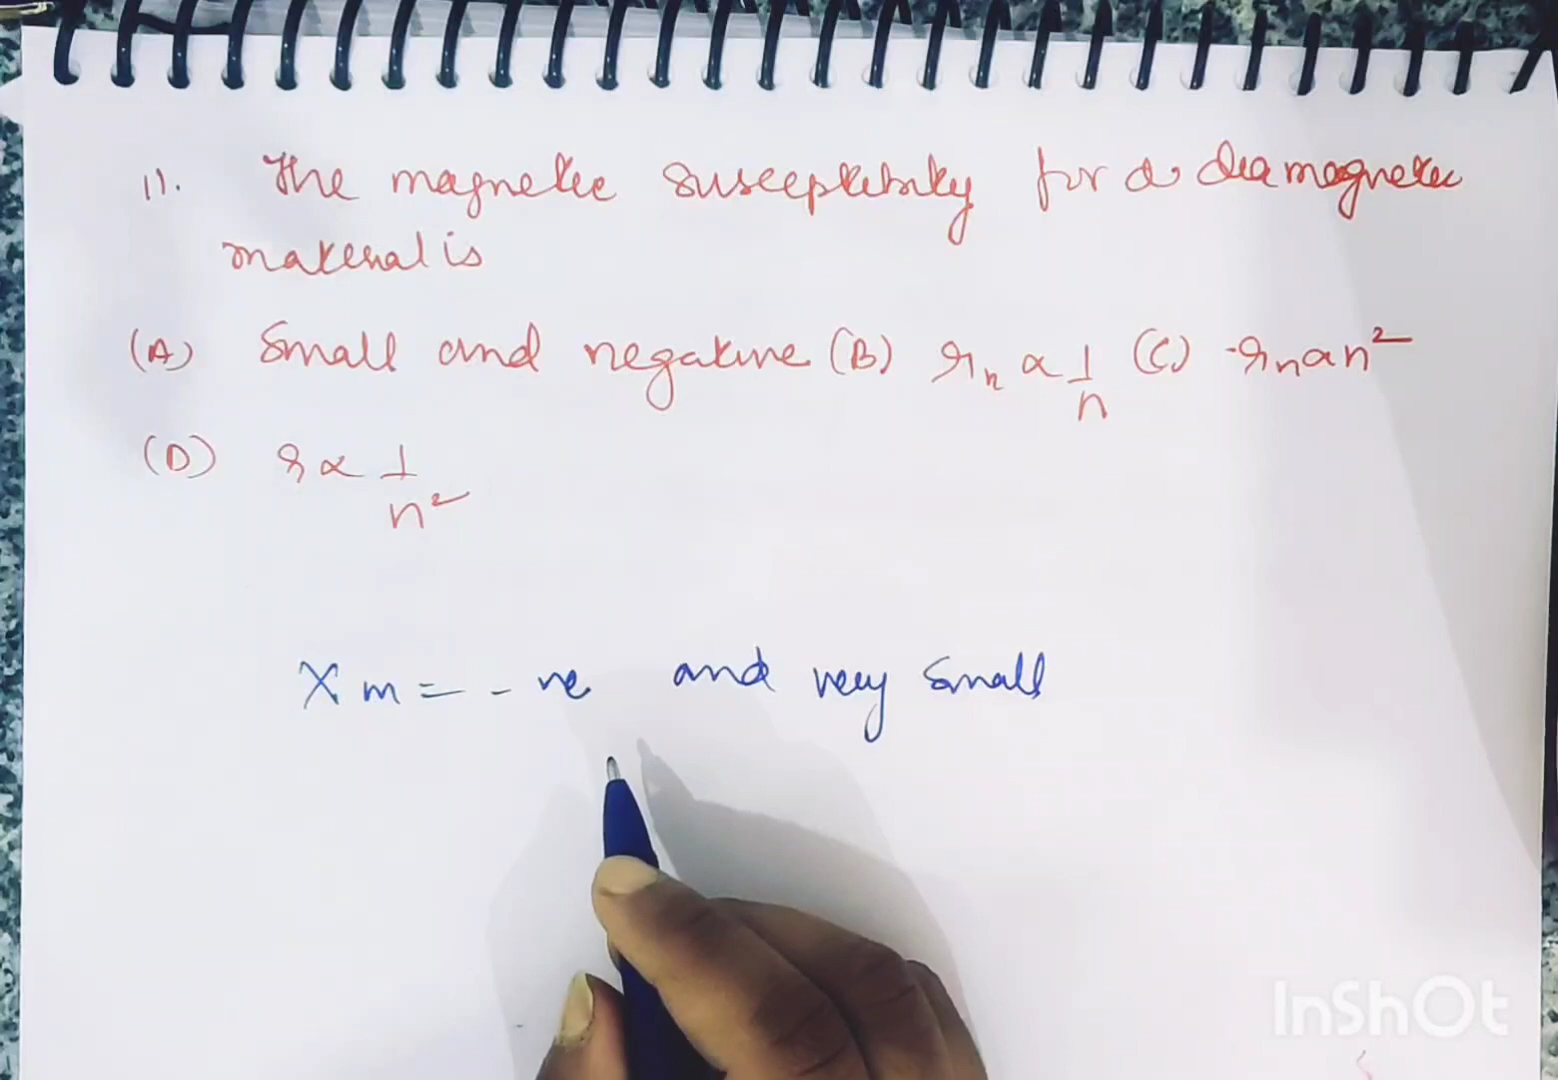 11. The magnetic susceptibility for a diamagnetic
material is
(A) Small and negative (B) rₙ ∝ 1/n (C) rₙ ∝ n²
(D) r ∝ 1/n²
Xm = - ve and very small
InShOt